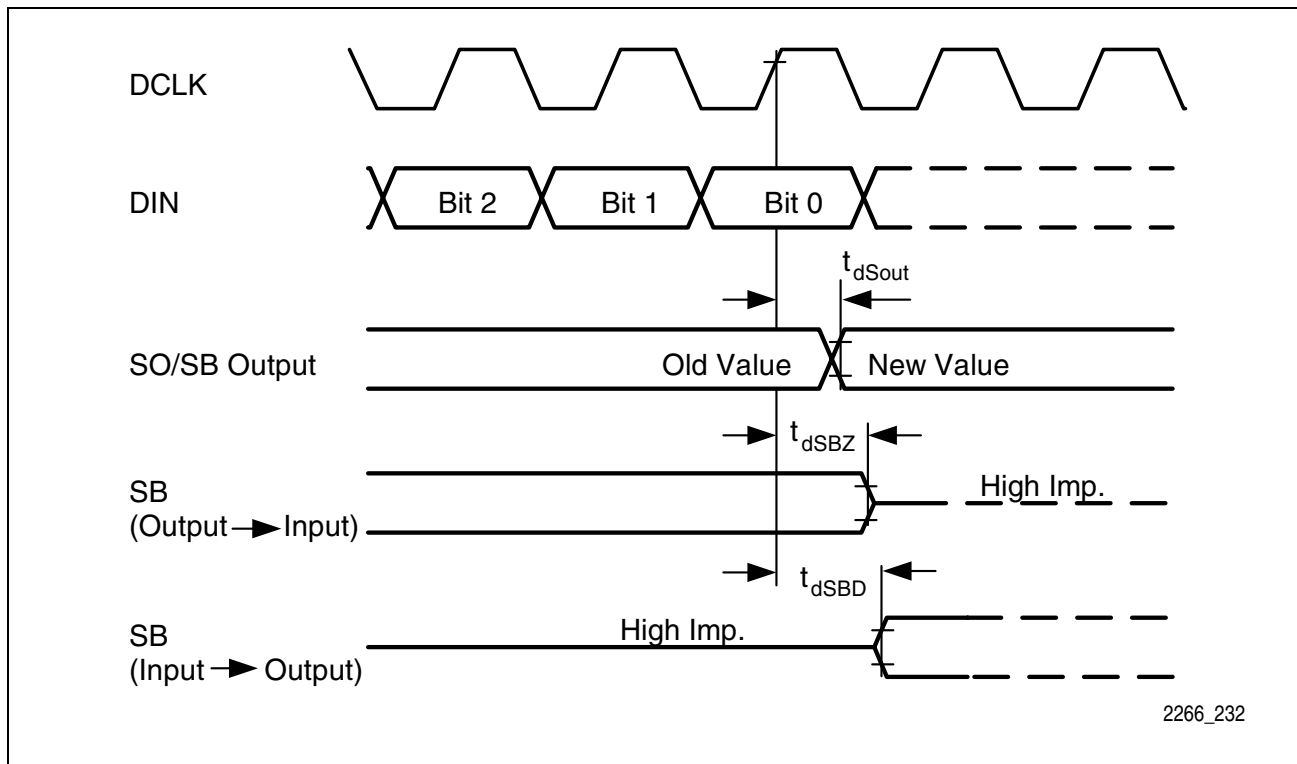 DCLK
DIN
Bit 2
Bit 1
Bit 0
tdSout
SO/SB Output
Old Value
New Value
tdSBZ
SB
(Output Input)
High Imp.
tdSBD
SB
(Input Output)
High Imp.
2266_232